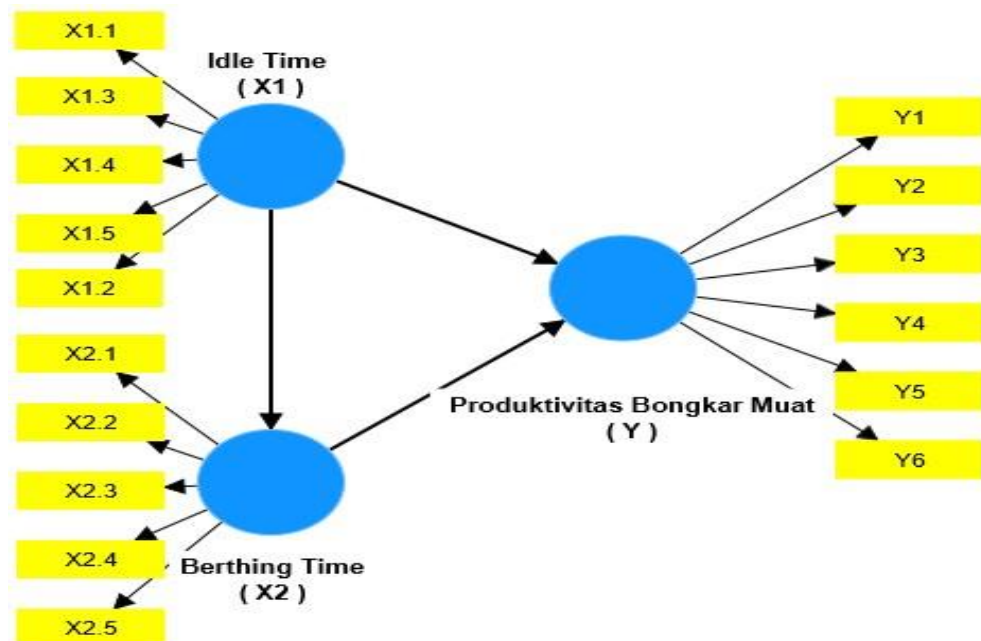 X1.1
X1.3
X1.4
X1.5
X1.2
Idle Time
( X1 )
X2.1
X2.2
X2.3
X2.4
X2.5
Berthing Time
( X2 )
Produktivitas Bongkar Muat
( Y )
Y1
Y2
Y3
Y4
Y5
Y6